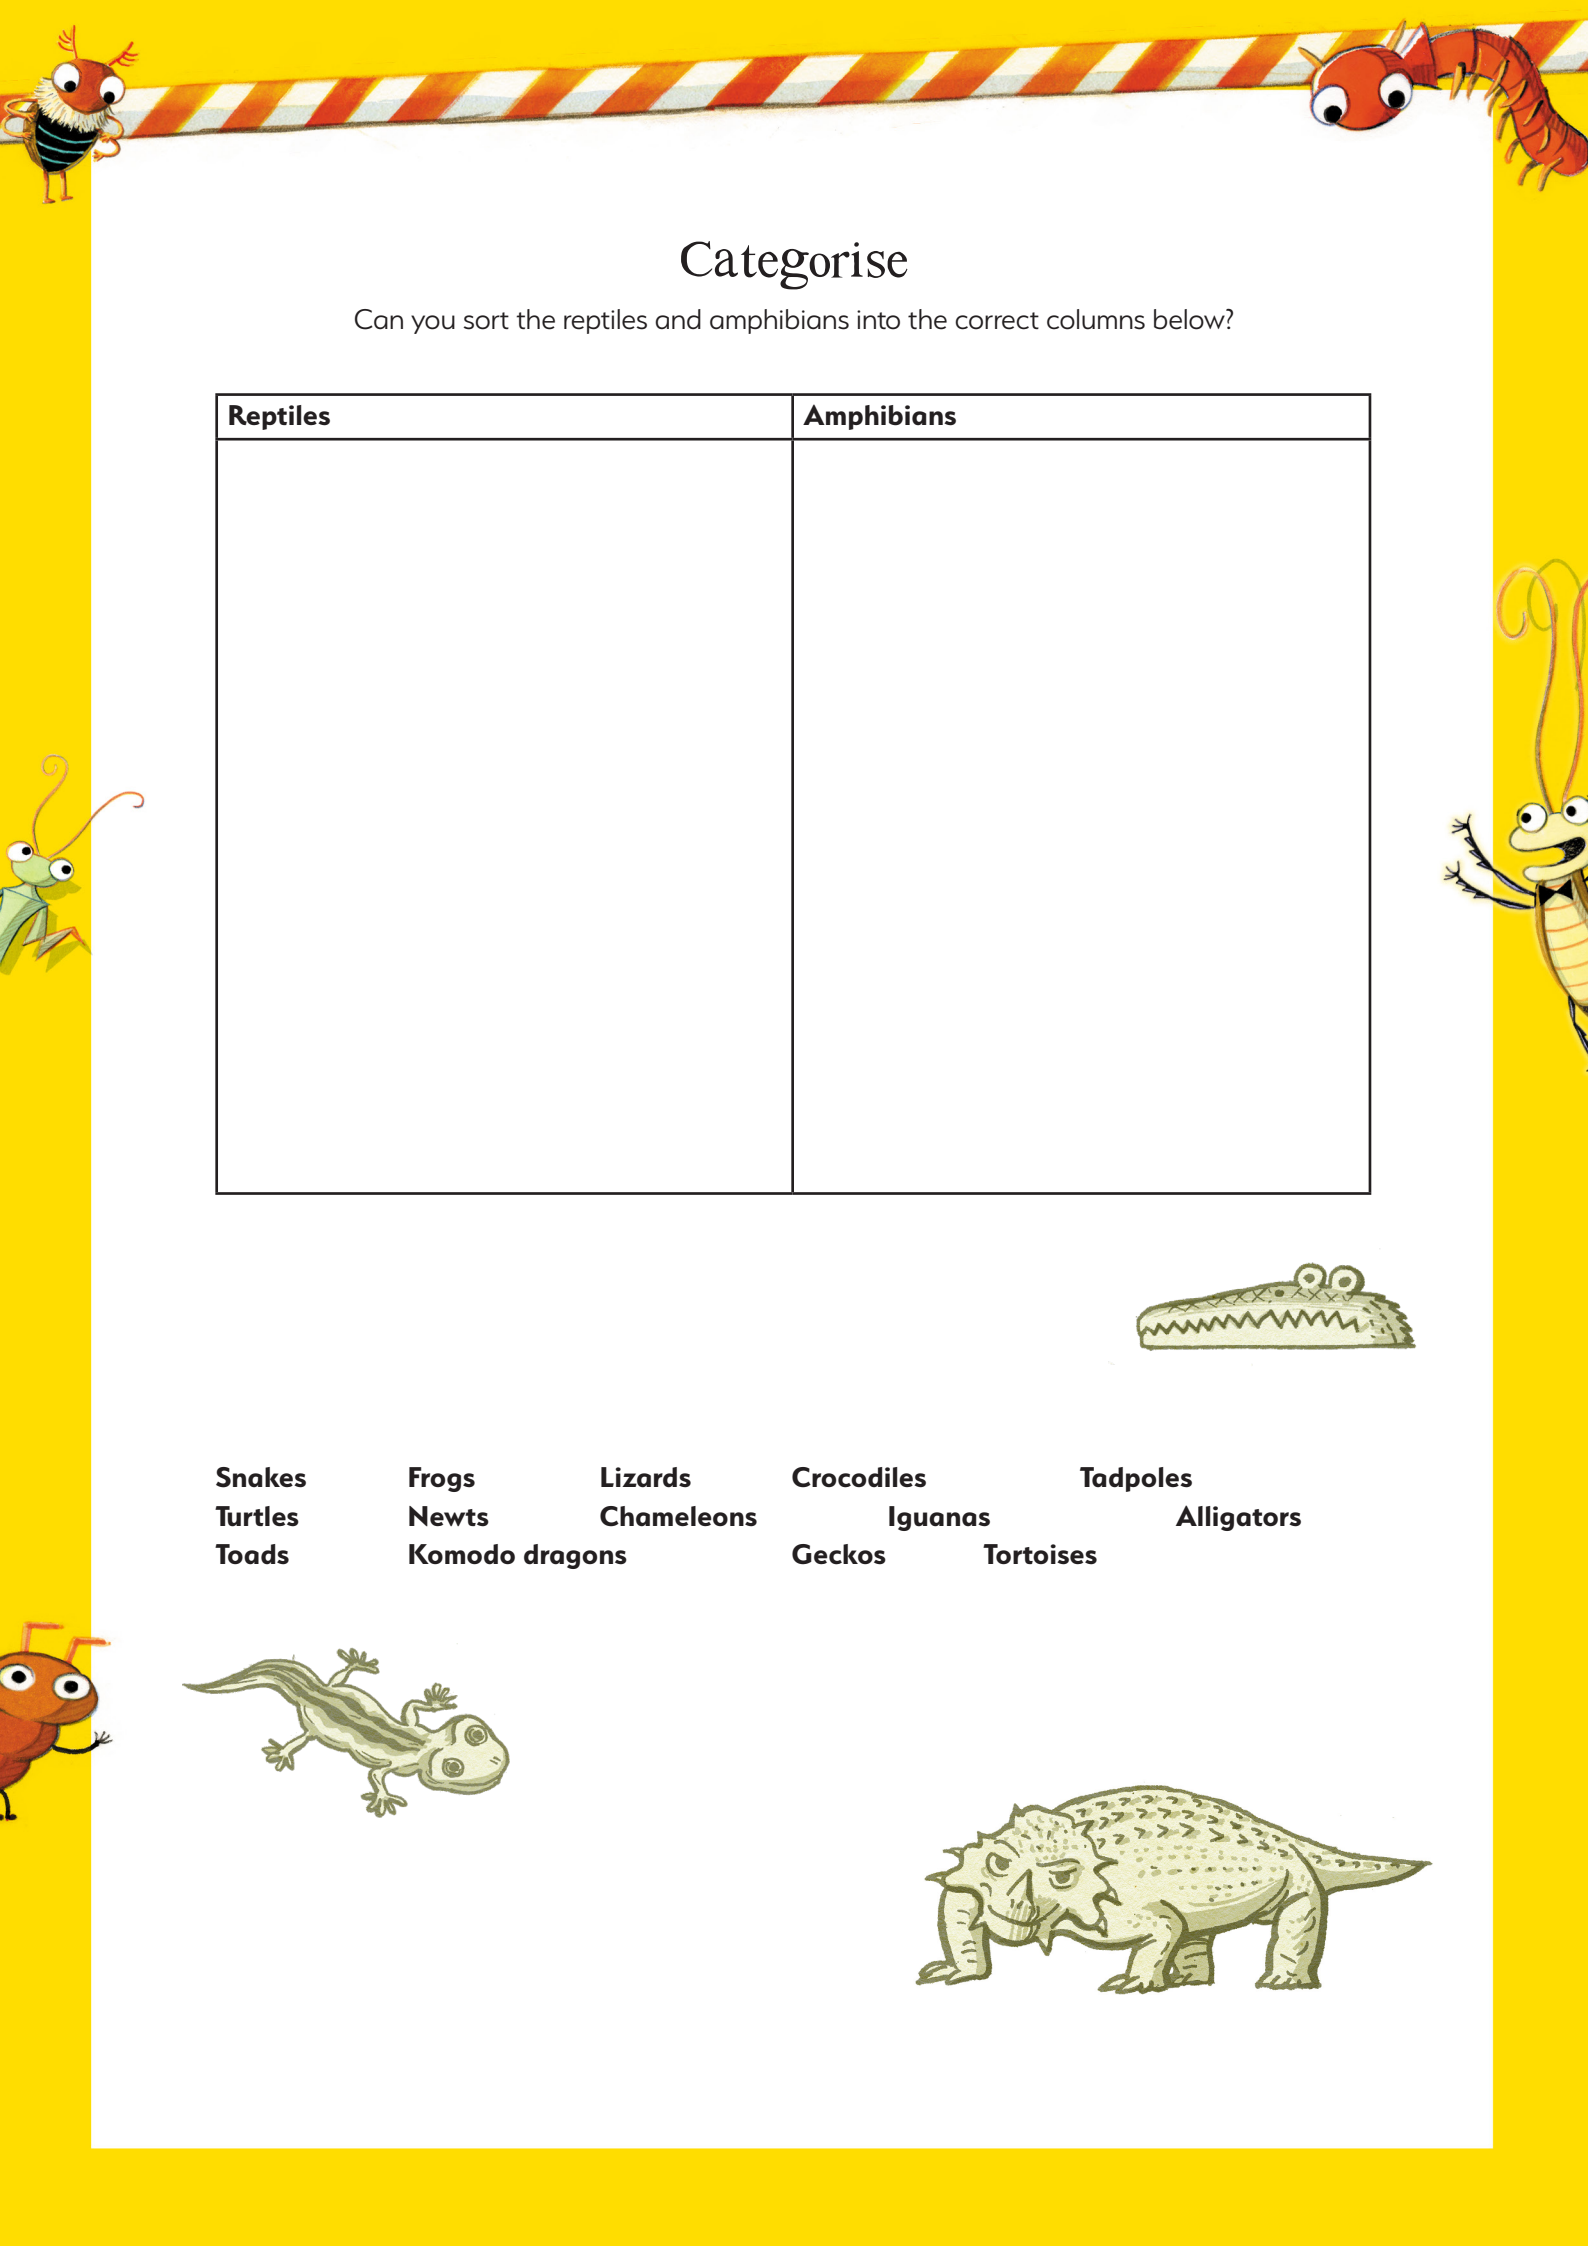 Categorise
Can you sort the reptiles and amphibians into the correct columns below?
Reptiles Amphibians
Snakes Frogs Lizards Crocodiles Tadpoles
Turtles Newts Chameleons Iguanas Alligators
Toads Komodo dragons Geckos Tortoises